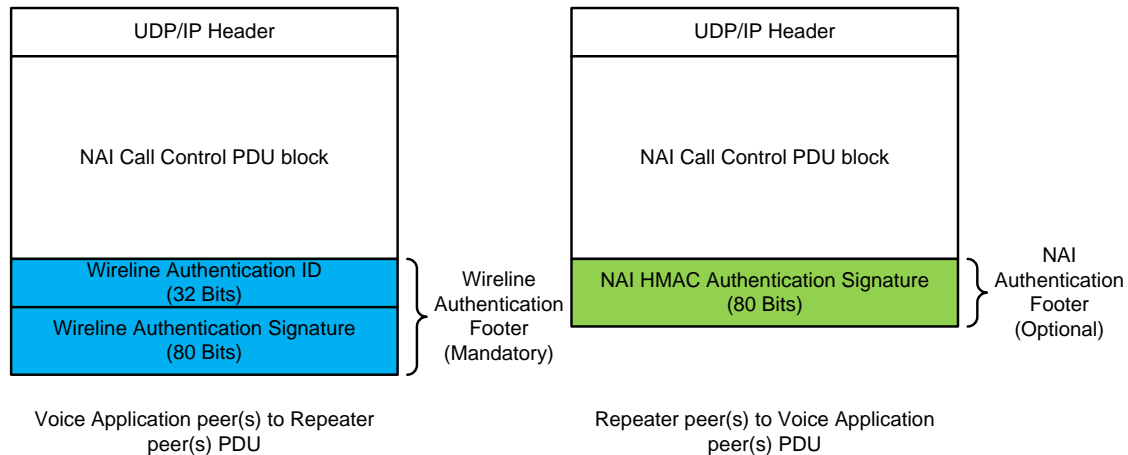 UDP/IP Header
NAI Call Control PDU block
Wireline Authentication ID
(32 Bits)
Wireline Authentication Signature
(80 Bits)
Wireline
Authentication
Footer
(Mandatory)
Voice Application peer(s) to Repeater
peer(s) PDU
UDP/IP Header
NAI Call Control PDU block
NAI HMAC Authentication Signature
(80 Bits)
NAI
Authentication
Footer
(Optional)
Repeater peer(s) to Voice Application
peer(s) PDU